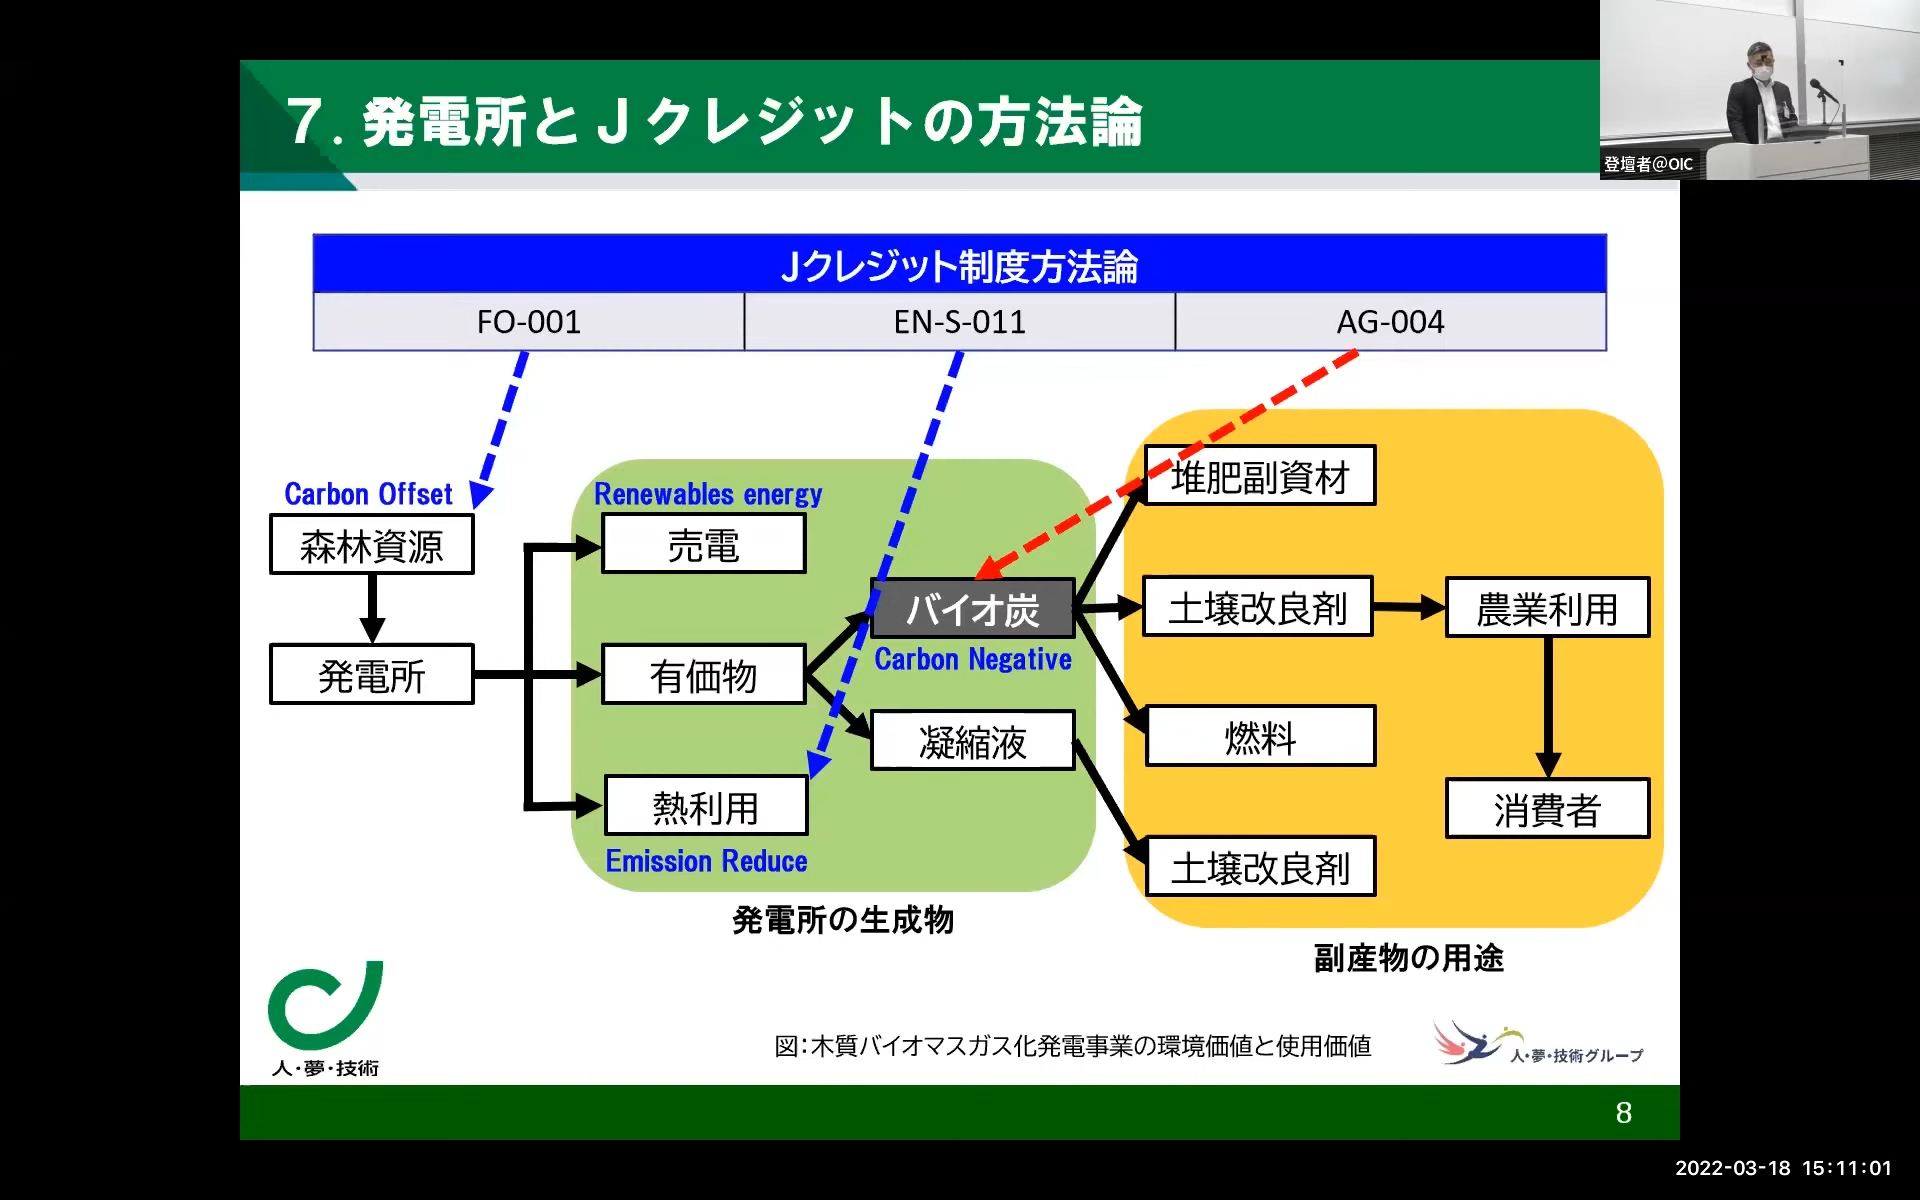 7. 発電所とJクレジットの方法論
登壇者@OIC
Jクレジット制度方法論
FO-001 EN-S-011 AG-004
Carbon Offset
森林資源
発電所
Renewables energy
売電
有価物
熱利用
Emission Reduce
バイオ炭
Carbon Negative
凝縮液
発電所の生成物
堆肥副資材
土壌改良剤
燃料
土壌改良剤
農業利用
消費者
副産物の用途
人・夢・技術
図:木質バイオマスガス化発電事業の環境価値と使用価値
人・夢・技術グループ
8
2022-03-18 15:11:01